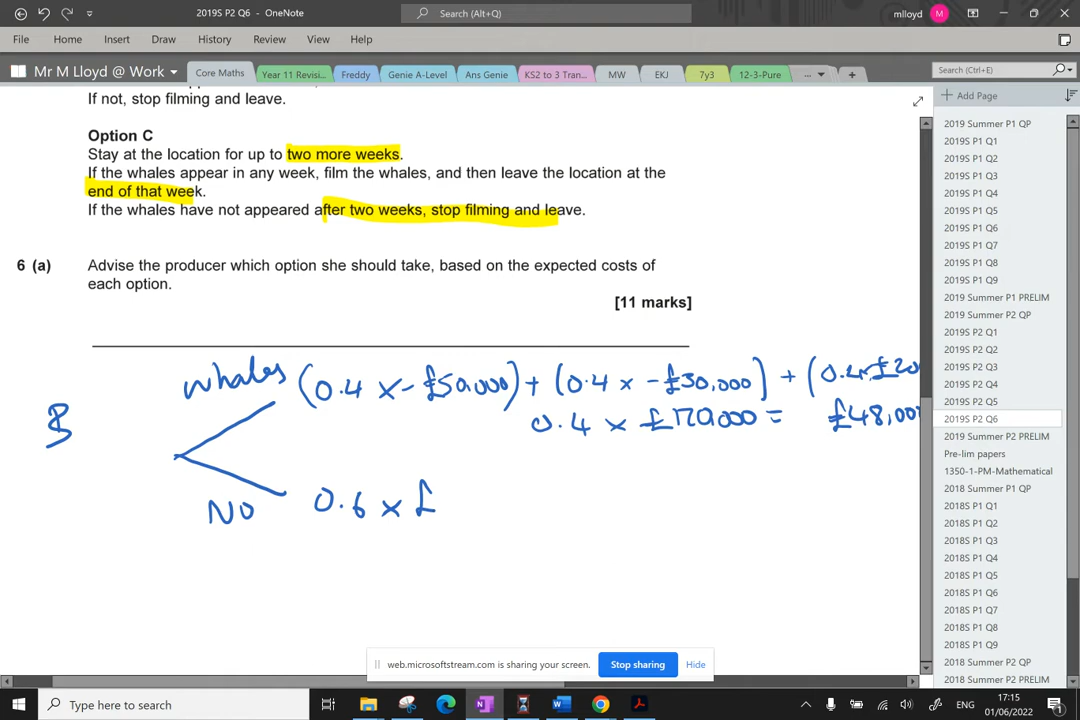 2019S P2 Q6 - OneNote
Search (Alt+Q)
mlloyd
M
File
Home
Insert
Draw
History
Review
View
Help
Mr M Lloyd @ Work
Core Maths
Year 11 Revisi...
Freddy
Genie A-Level
Ans Genie
KS2 to 3 Tran...
MW
EKJ
7y3
12-3-Pure
...
Search (Ctrl+E)
If not, stop filming and leave.
Option C
Stay at the location for up to two more weeks.
If the whales appear in any week, film the whales, and then leave the location at the
end of that week.
If the whales have not appeared after two weeks, stop filming and leave.
6 (a) Advise the producer which option she should take, based on the expected costs of
each option.
[11 marks]
whales (0.4 x -£50,000) + (0.4 x -£30,000) + (0.4x£20
0.4 x £120,000 = £48,000
B
NO 0.6 x £
Add Page
2019 Summer P1 QP
2019S P1 Q1
2019S P1 Q2
2019S P1 Q3
2019S P1 Q4
2019S P1 Q5
2019S P1 Q6
2019S P1 Q7
2019S P1 Q8
2019S P1 Q9
2019 Summer P1 PRELIM
2019 Summer P2 QP
2019S P2 Q1
2019S P2 Q2
2019S P2 Q3
2019S P2 Q4
2019S P2 Q5
2019S P2 Q6
2019 Summer P2 PRELIM
Pre-lim papers
1350-1-PM-Mathematical
2018 Summer P1 QP
2018S P1 Q1
2018S P1 Q2
2018S P1 Q3
2018S P1 Q4
2018S P1 Q5
2018S P1 Q6
2018S P1 Q7
2018S P1 Q8
2018S P1 Q9
2018 Summer P2 QP
2018 Summer P2 PRELIM
web.microsoftstream.com is sharing your screen.
Stop sharing
Hide
Type here to search
ENG
17:15
01/06/2022